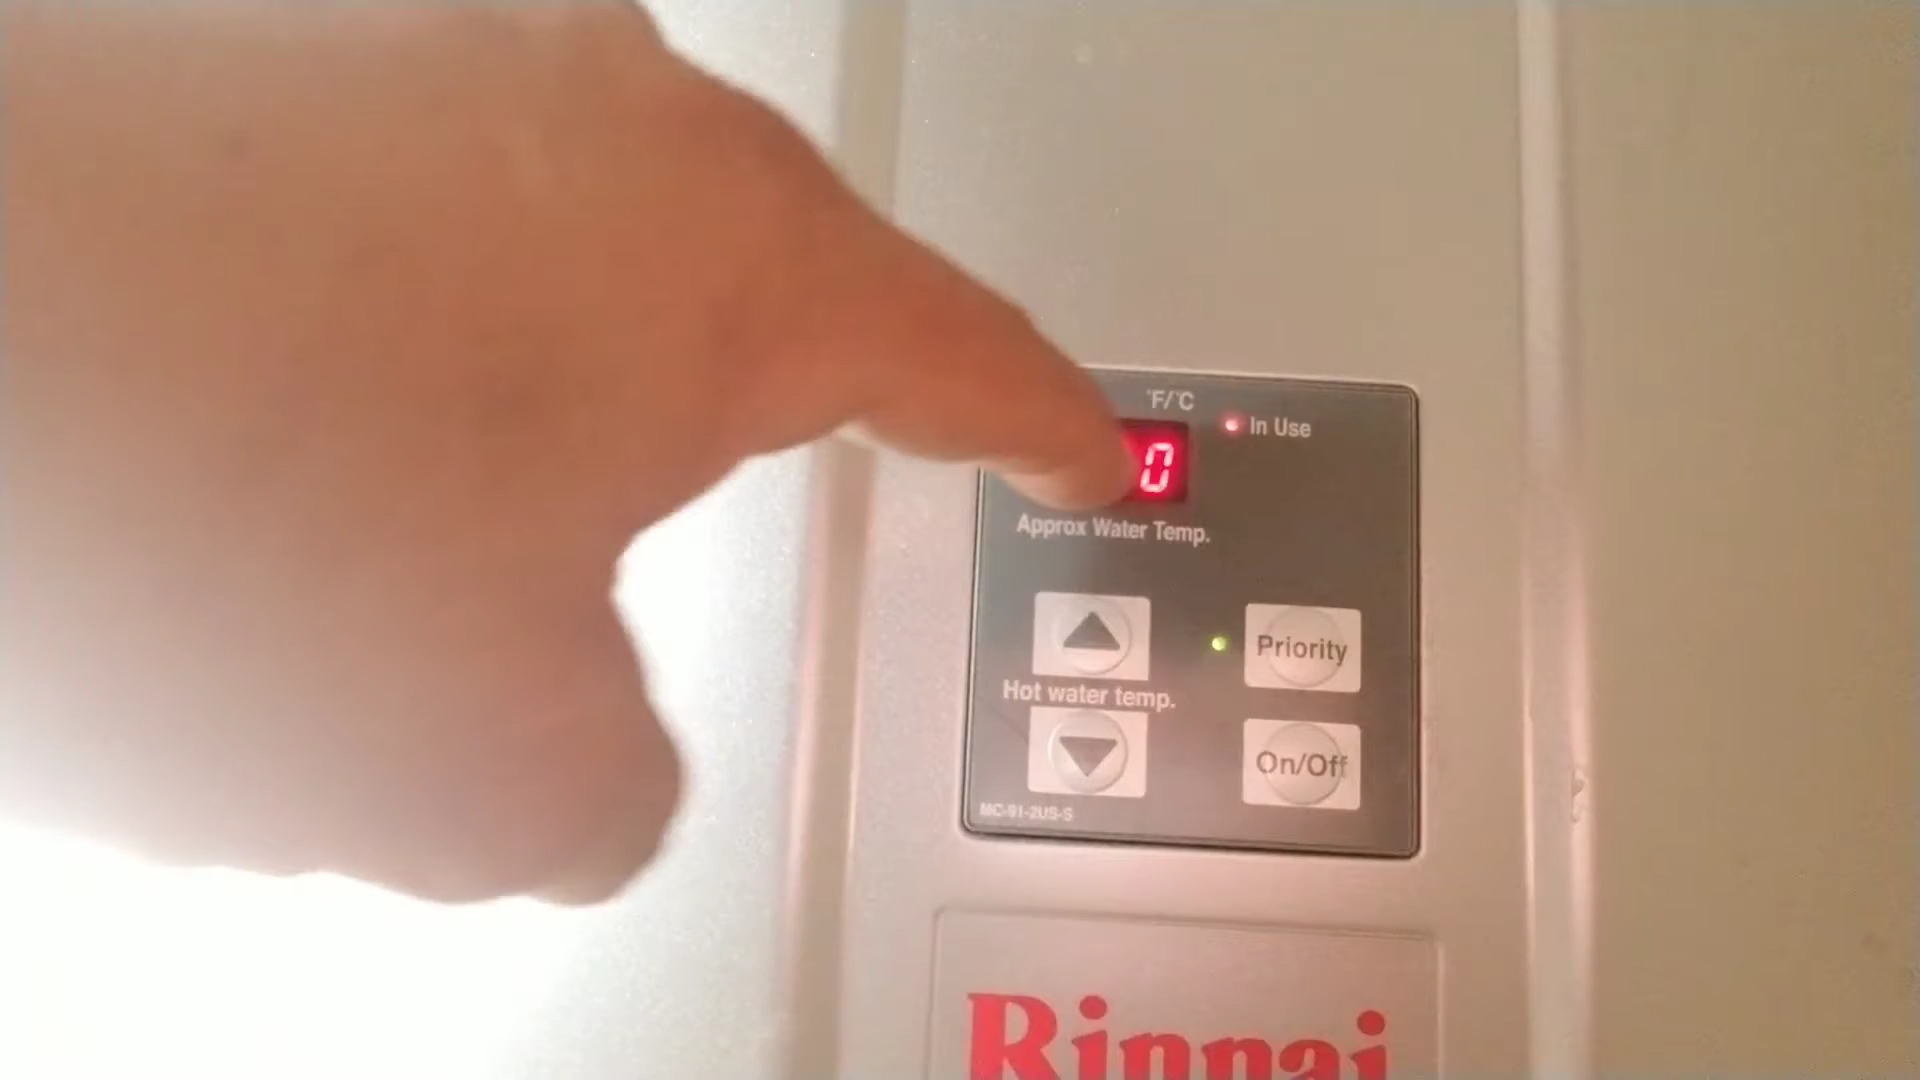 °F/°C
In Use
0
Approx Water Temp.
Priority
Hot water temp.
On/Off
MC-91-2US-S
Rinnai